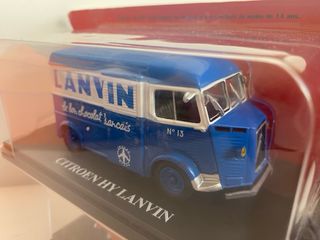 LANVIN
le bon chocolat français
N° 13
CITROEN HY LANVIN